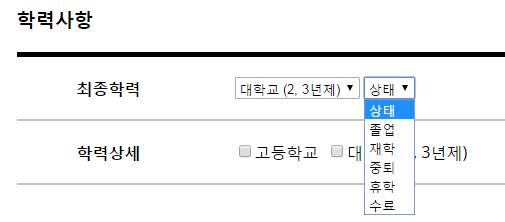 학력사항
최종학력 대학교 (2, 3년제) 상태
상태
졸업
재학
중퇴
휴학
수료
학력상세 고등학교 대 , 3년제)